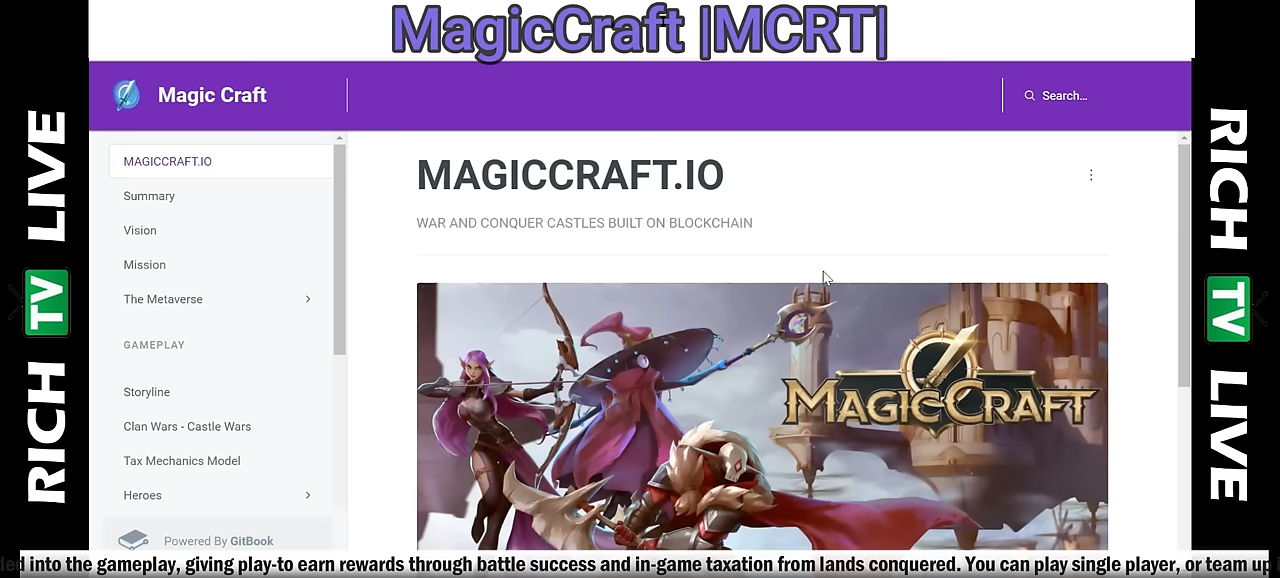 MagicCraft |MCRT|
Magic Craft
Search...
MAGICCRAFT.IO
Summary
Vision
Mission
The Metaverse
GAMEPLAY
Storyline
Clan Wars - Castle Wars
Tax Mechanics Model
Heroes
Powered By GitBook
MAGICCRAFT.IO
WAR AND CONQUER CASTLES BUILT ON BLOCKCHAIN
MAGICCRAFT
RICH TV LIVE
RICH TV LIVE
into the gameplay, giving play-to earn rewards through battle success and in-game taxation from lands conquered. You can play single player, or team up